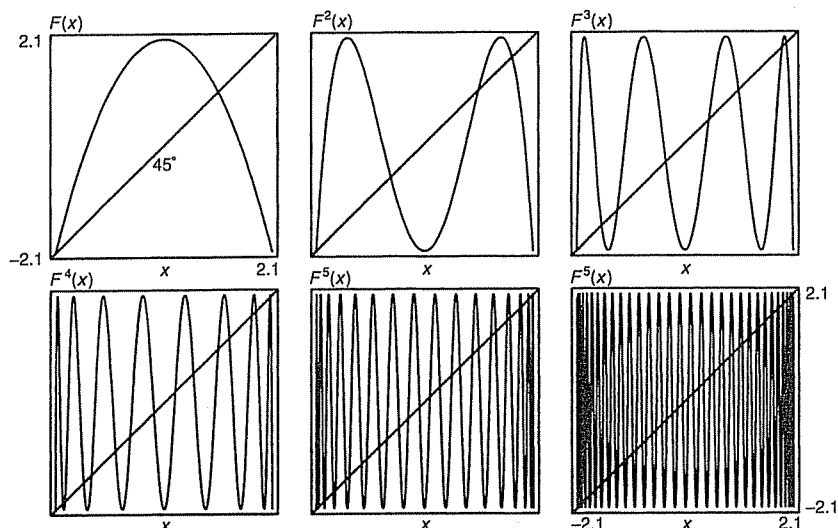 F(x) F²(x) F³(x)
2.1
45°
−2.1 x 2.1 x x
F⁴(x) F⁵(x) F⁵(x)
2.1
−2.1
x x −2.1 x 2.1